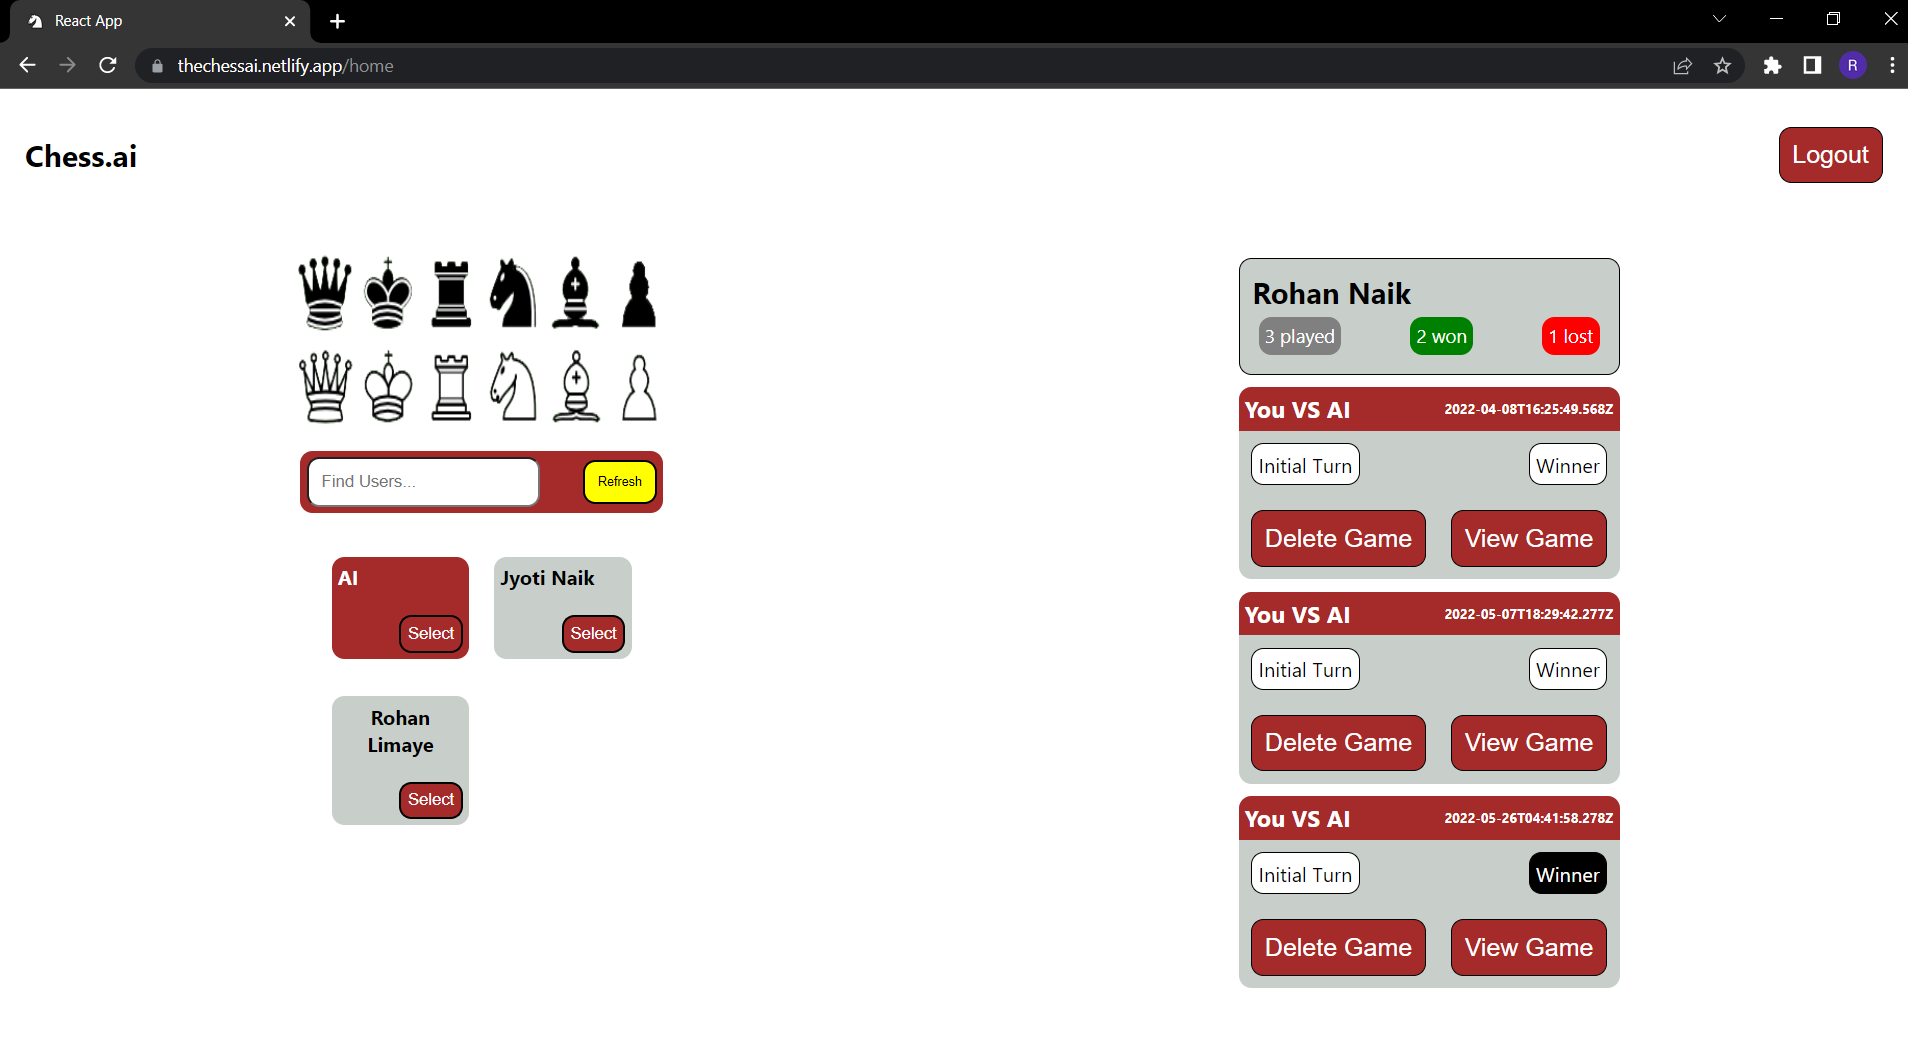 React App
thechessai.netlify.app/home
R
Chess.ai
Logout
Find Users...
Refresh
AI
Select
Jyoti Naik
Select
Rohan
Limaye
Select
Rohan Naik
3 played
2 won
1 lost
You VS AI
2022-04-08T16:25:49.568Z
Initial Turn
Winner
Delete Game
View Game
You VS AI
2022-05-07T18:29:42.277Z
Initial Turn
Winner
Delete Game
View Game
You VS AI
2022-05-26T04:41:58.278Z
Initial Turn
Winner
Delete Game
View Game